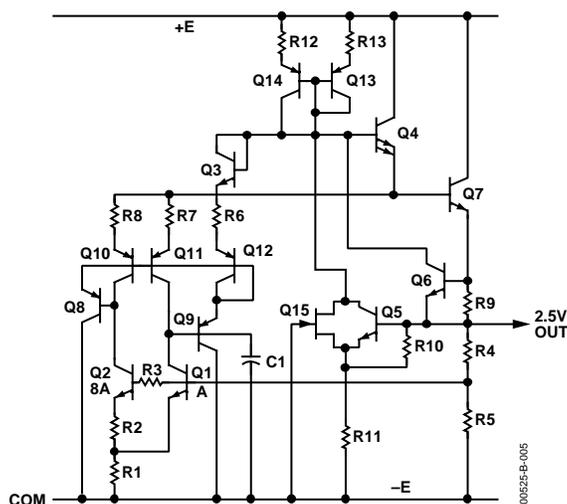 +E
R12
R13
Q14
Q13
Q4
Q3
Q7
R8
R7
R6
Q10
Q11
Q12
Q6
Q8
R9
Q15
Q5
2.5V
OUT
Q9
R10
R4
C1
Q2
8A
R3
Q1
A
R2
R5
R11
R1
COM
–E
00525-B-005